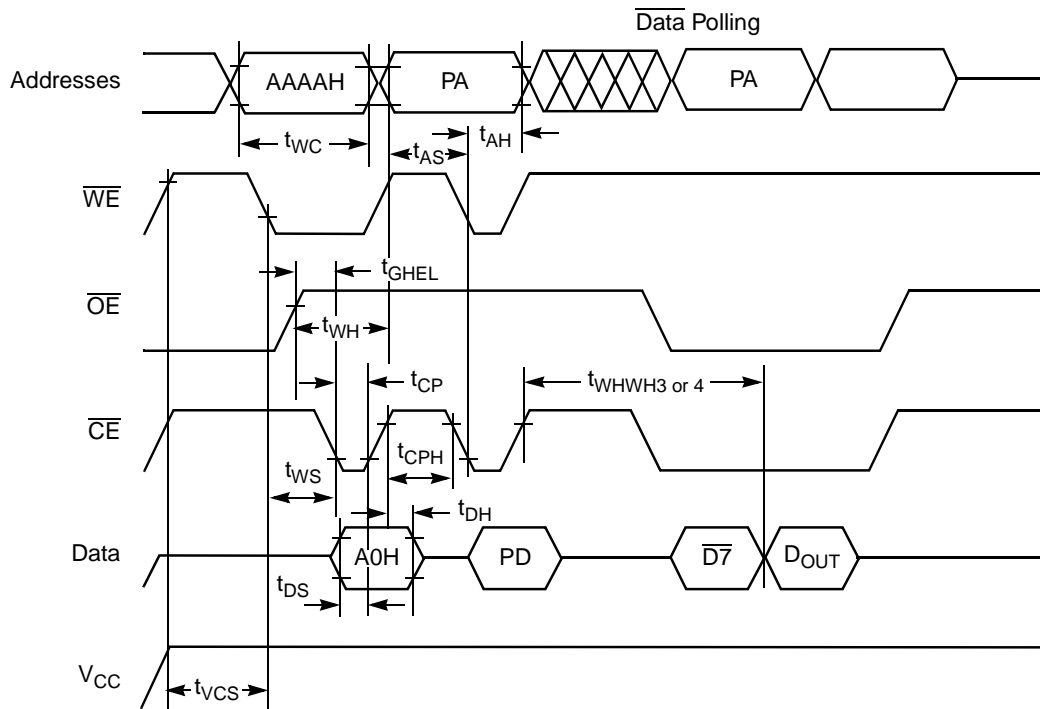 Data Polling
Addresses AAAAH PA PA
tWC tAS tAH
WE
tGHEL
OE
tWH
tCP tWHWH3 or 4
CE
tCPH
tWS
tDH
Data A0H PD D7 DOUT
tDS
VCC
tVCS